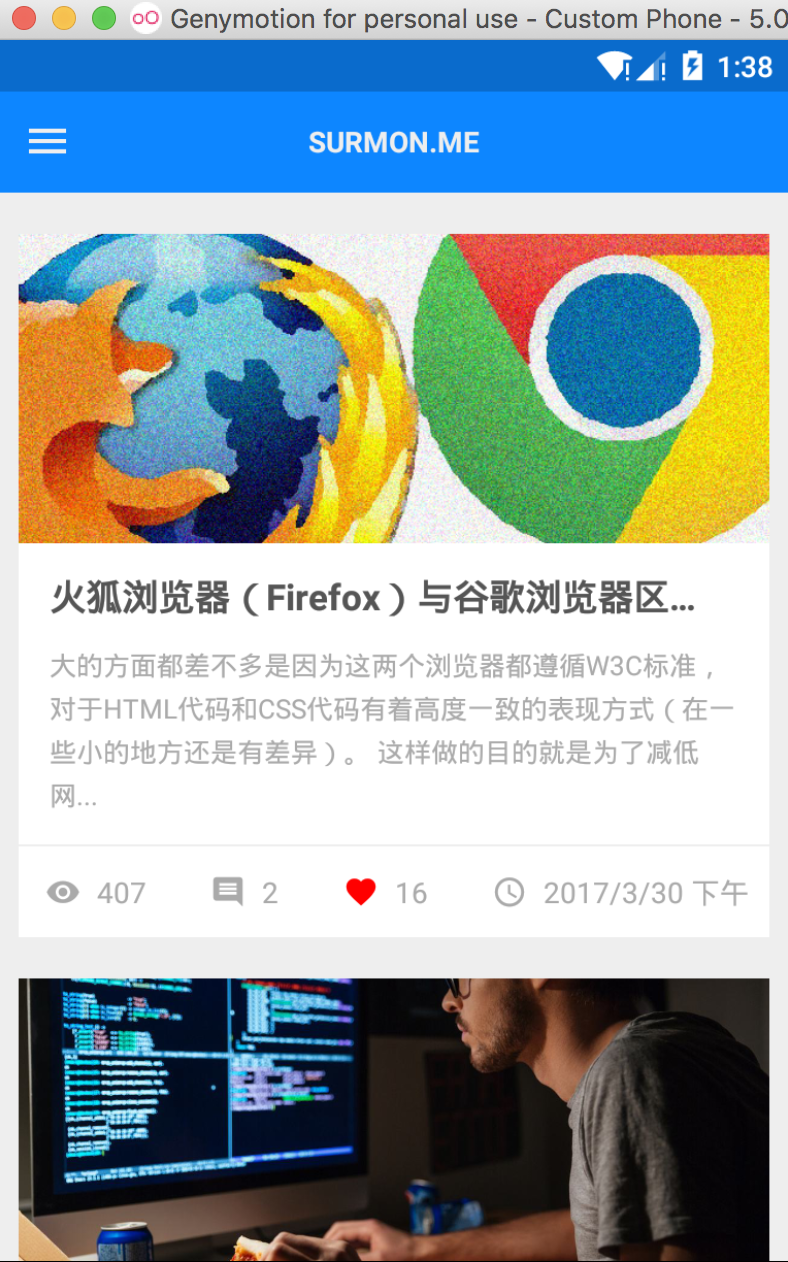 Genymotion for personal use - Custom Phone - 5.0
1:38
SURMON.ME
火狐浏览器（Firefox）与谷歌浏览器区...
大的方面都差不多是因为这两个浏览器都遵循W3C标准，
对于HTML代码和CSS代码有着高度一致的表现方式（在一
些小的地方还是有差异）。 这样做的目的就是为了减低
网...
407 2 16 2017/3/30 下午